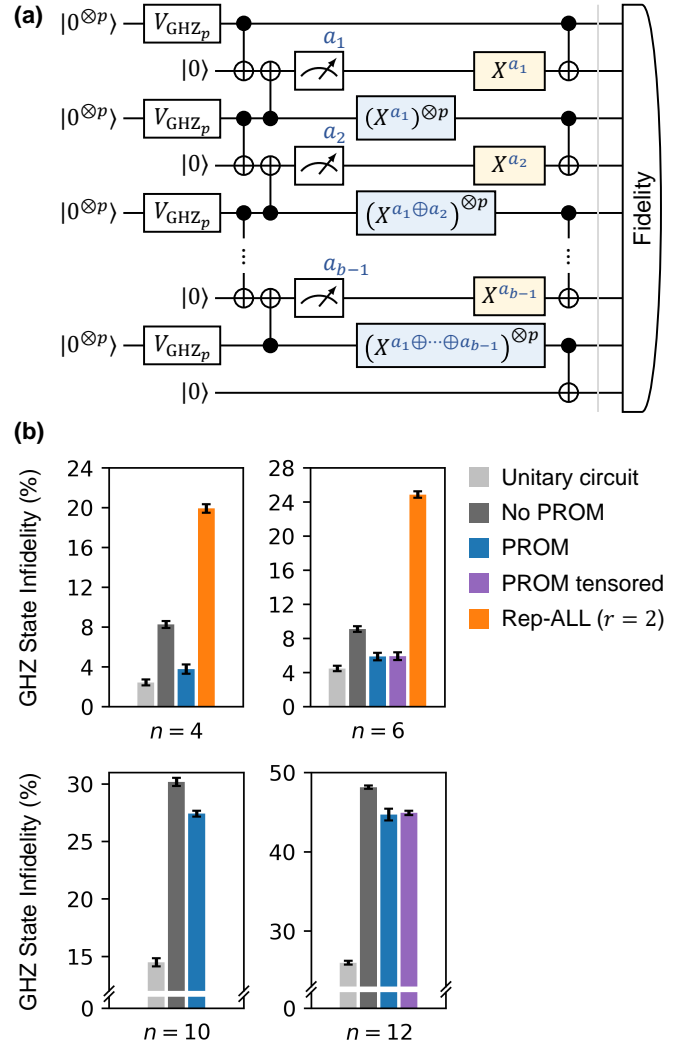 (a)
|0^{⊗p}⟩ V_{GHZ_p}
|0⟩ a_1 X^{a_1}
|0^{⊗p}⟩ V_{GHZ_p} (X^{a_1})^{⊗p}
|0⟩ a_2 X^{a_2}
|0^{⊗p}⟩ V_{GHZ_p} (X^{a_1⊕a_2})^{⊗p}
⋮ ⋮ ⋮
|0⟩ a_{b−1} X^{a_{b−1}}
|0^{⊗p}⟩ V_{GHZ_p} (X^{a_1⊕⋯⊕a_{b−1}})^{⊗p}
|0⟩
Fidelity
(b)
GHZ State Infidelity (%)
24
20
16
12
8
4
0
n = 4
28
24
20
16
12
8
4
0
n = 6
Unitary circuit
No PROM
PROM
PROM tensored
Rep-ALL (r = 2)
GHZ State Infidelity (%)
30
25
20
15
0
n = 10
50
40
30
0
n = 12